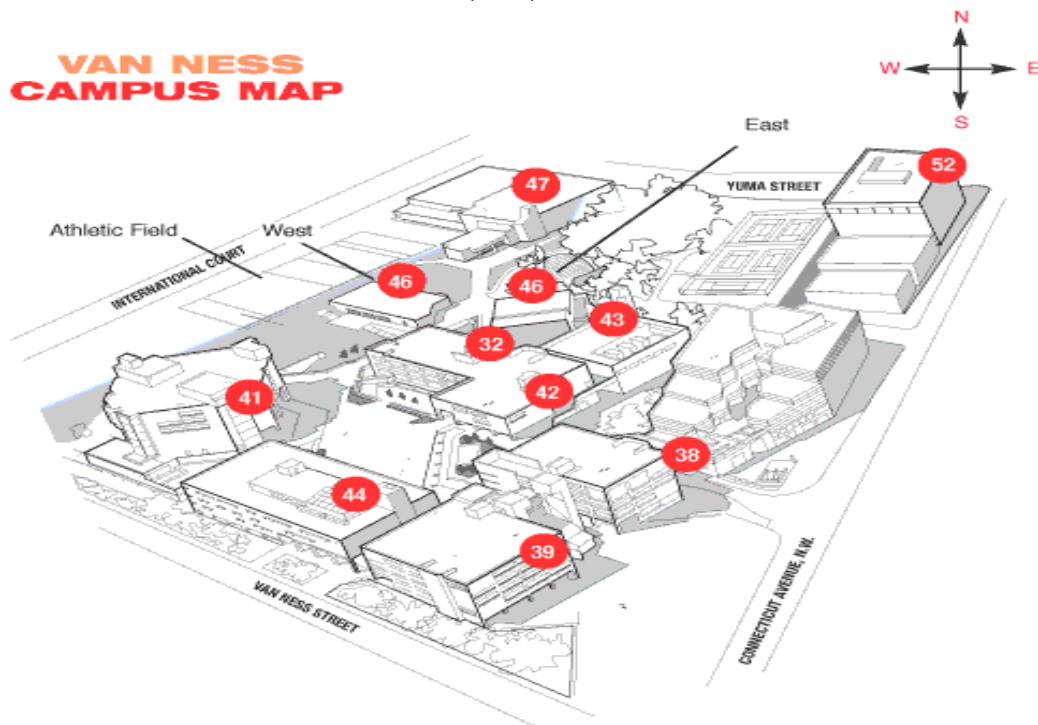 VAN NESS
CAMPUS MAP
N
W
E
S
East
52
YUMA STREET
47
Athletic Field
West
INTERNATIONAL COURT
46
46
43
32
42
41
38
44
39
VAN NESS STREET
CONNECTICUT AVENUE, N.W.